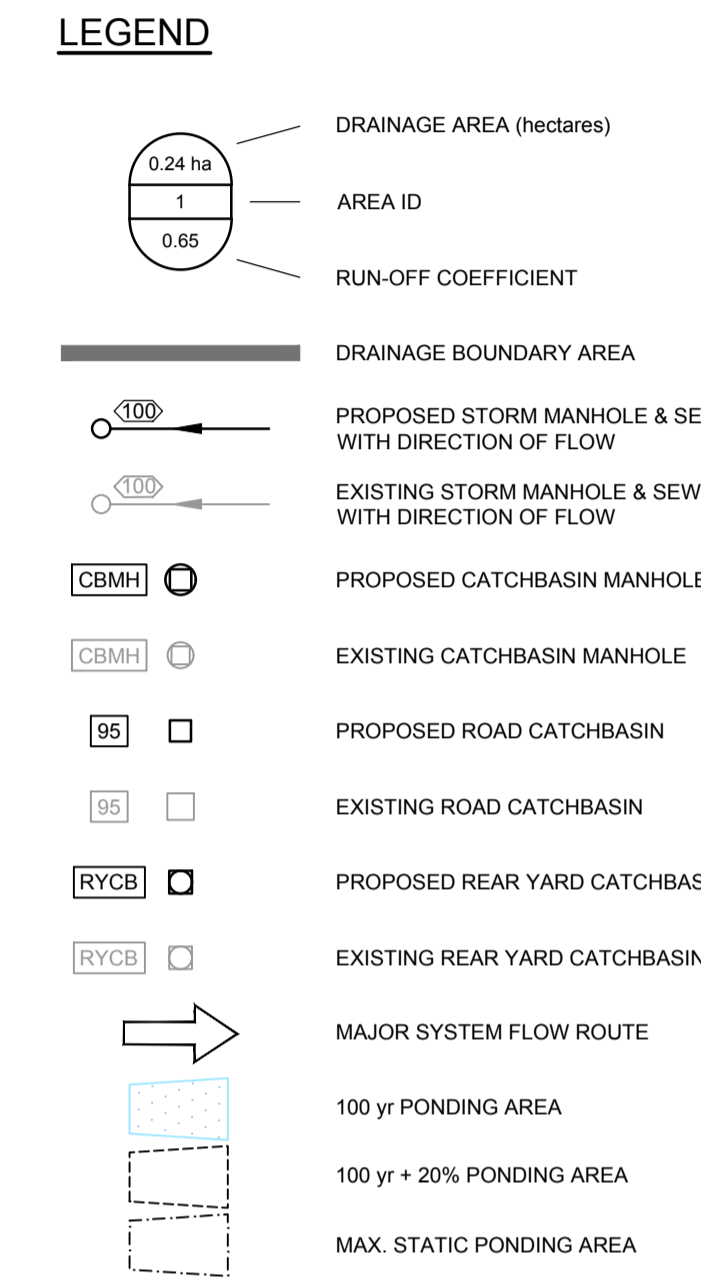 LEGEND
0.24 ha
1
0.65
DRAINAGE AREA (hectares)
AREA ID
RUN-OFF COEFFICIENT
DRAINAGE BOUNDARY AREA
100
PROPOSED STORM MANHOLE & SE
WITH DIRECTION OF FLOW
100
EXISTING STORM MANHOLE & SEW
WITH DIRECTION OF FLOW
CBMH PROPOSED CATCHBASIN MANHOLE
CBMH EXISTING CATCHBASIN MANHOLE
95 PROPOSED ROAD CATCHBASIN
95 EXISTING ROAD CATCHBASIN
RYCB PROPOSED REAR YARD CATCHBAS
RYCB EXISTING REAR YARD CATCHBASIN
MAJOR SYSTEM FLOW ROUTE
100 yr PONDING AREA
100 yr + 20% PONDING AREA
MAX. STATIC PONDING AREA